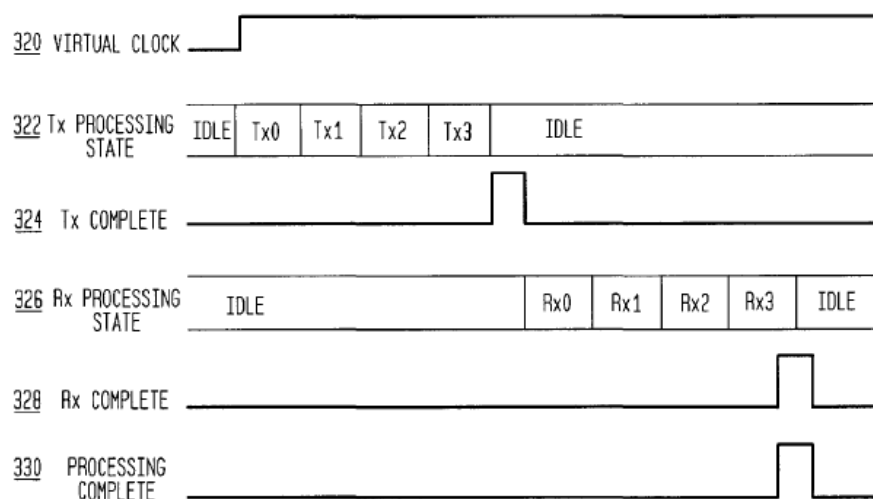 320 VIRTUAL CLOCK
322 Tx PROCESSING STATE
IDLE Tx0 Tx1 Tx2 Tx3 IDLE
324 Tx COMPLETE
326 Rx PROCESSING STATE
IDLE Rx0 Rx1 Rx2 Rx3 IDLE
328 Rx COMPLETE
330 PROCESSING COMPLETE